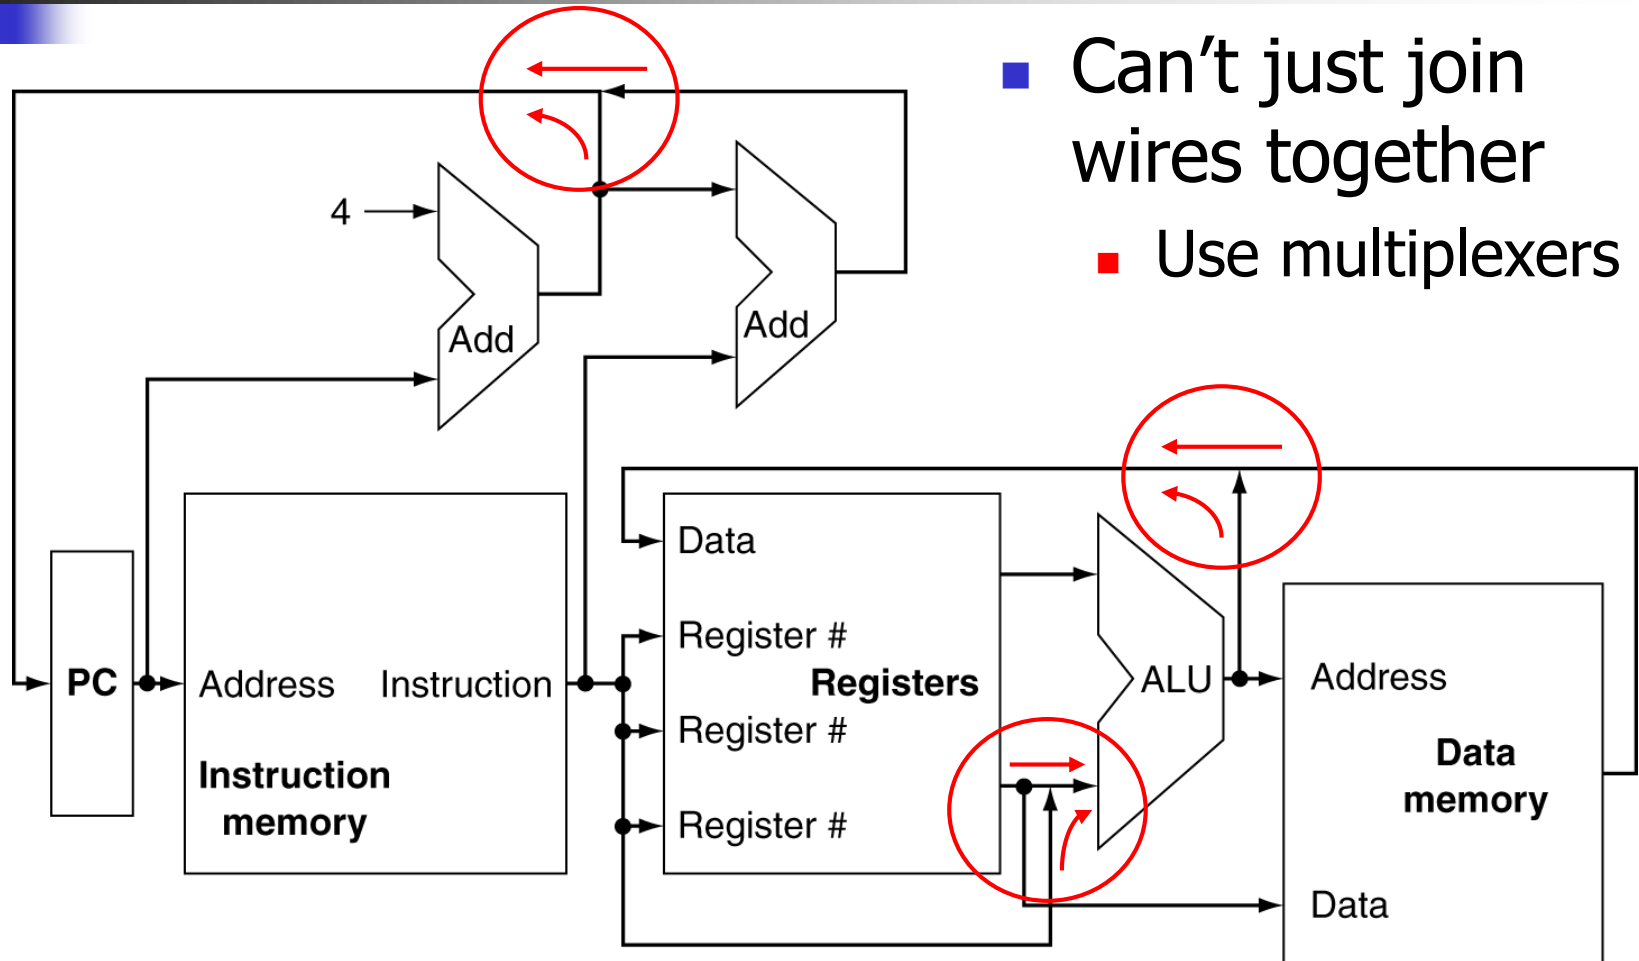 Can't just join
wires together
Use multiplexers
4
Add
Add
PC
Address
Instruction
Instruction
memory
Data
Register #
Registers
Register #
Register #
ALU
Address
Data
memory
Data